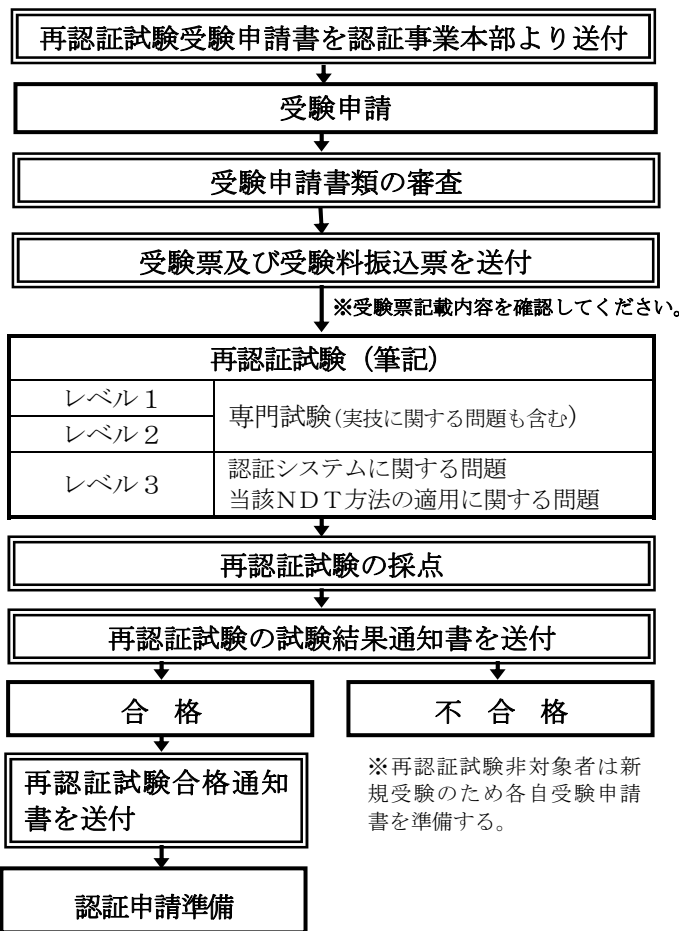 再認証試験受験申請書を認証事業本部より送付
受験申請
受験申請書類の審査
受験票及び受験料振込票を送付
※受験票記載内容を確認してください。
再認証試験（筆記）
レベル１
専門試験(実技に関する問題も含む)
レベル２
レベル３
認証システムに関する問題
当該ＮＤＴ方法の適用に関する問題
再認証試験の採点
再認証試験の試験結果通知書を送付
合　格
不　合　格
再認証試験合格通知
書を送付
※再認証試験非対象者は新
規受験のため各自受験申請
書を準備する。
認証申請準備